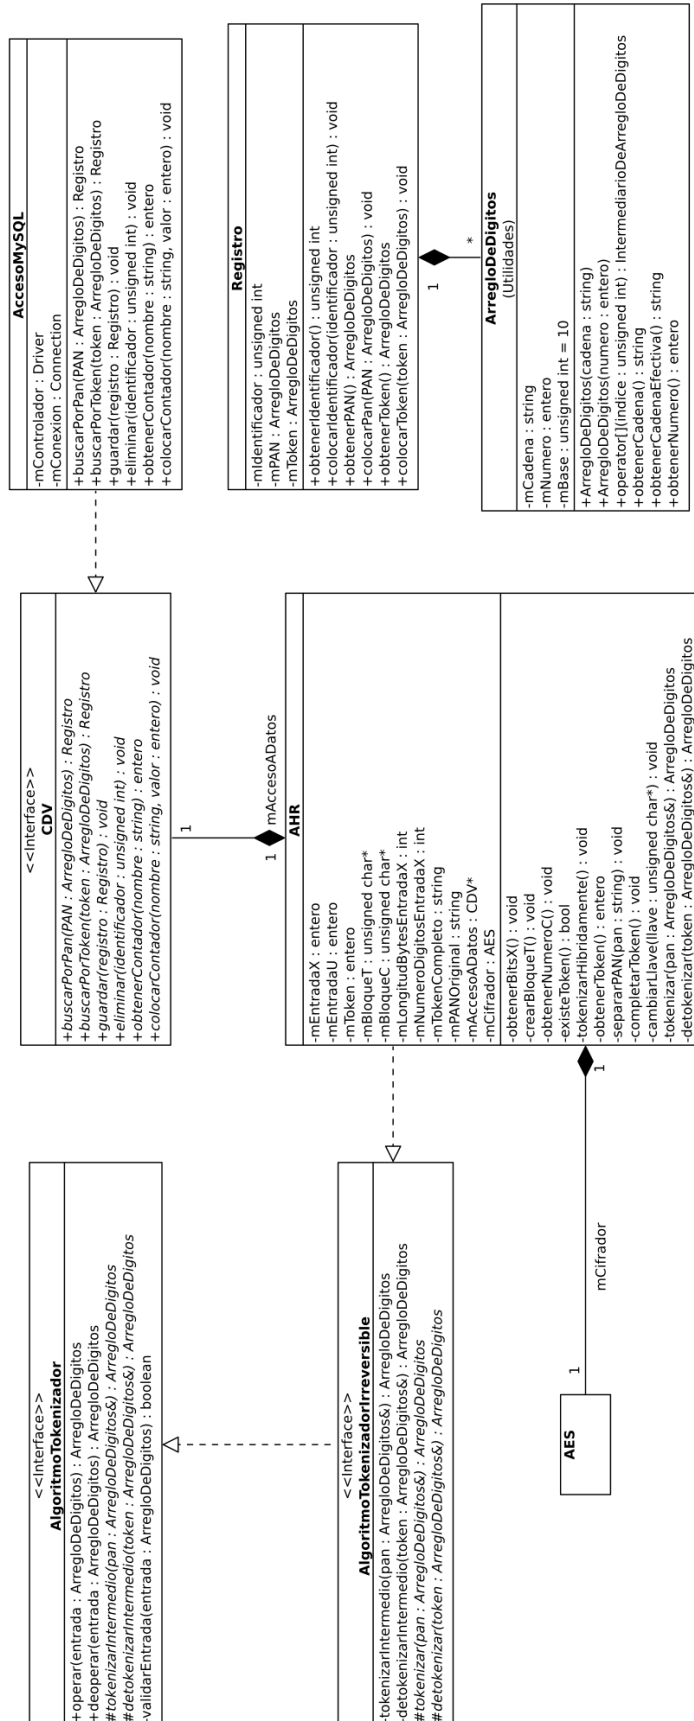 <<Interface>>
AlgoritmoTokenizador
+operar(entrada : ArregloDeDigitos) : ArregloDeDigitos
+deoperar(entrada : ArregloDeDigitos) : ArregloDeDigitos
#tokenizarIntermedio(pan : ArregloDeDigitos&) : ArregloDeDigitos
#detokenizarIntermedio(token : ArregloDeDigitos&) : ArregloDeDigitos
-validarEntrada(entrada : ArregloDeDigitos) : boolean
<<Interface>>
CDV
+buscarPorPan(PAN : ArregloDeDigitos) : Registro
+buscarPorToken(token : ArregloDeDigitos) : Registro
+guardar(registro : Registro) : void
+eliminar(identificador : unsigned int) : void
+obtenerContador(nombre : string) : entero
+colocarContador(nombre : string, valor : entero) : void
AccesoMySQL
-mControlador : Driver
-mConexion : Connection
+buscarPorPan(PAN : ArregloDeDigitos) : Registro
+buscarPorToken(token : ArregloDeDigitos) : Registro
+guardar(registro : Registro) : void
+eliminar(identificador : unsigned int) : void
+obtenerContador(nombre : string) : entero
+colocarContador(nombre : string, valor : entero) : void
1
1
mAccesoADatos
<<Interface>>
AlgoritmoTokenizadorIrreversible
-tokenizarIntermedio(pan : ArregloDeDigitos&) : ArregloDeDigitos
-detokenizarIntermedio(token : ArregloDeDigitos&) : ArregloDeDigitos
#tokenizar(pan : ArregloDeDigitos&) : ArregloDeDigitos
#detokenizar(token : ArregloDeDigitos&) : ArregloDeDigitos
AHR
-mEntradaX : entero
-mEntradaU : entero
-mToken : entero
-mBloqueT : unsigned char*
-mBloqueC : unsigned char*
-mLongitudBytesEntradaX : int
-mNumeroDigitosEntradaX : int
-mTokenCompleto : string
-mPANOriginal : string
-mAccesoADatos : CDV*
-mCifrador : AES
-obtenerBitsX() : void
-crearBloqueT() : void
-obtenerNumeroC() : void
-existeToken() : bool
-tokenizarHibridamente() : void
-obtenerToken() : entero
-separarPAN(pan : string) : void
-completarToken() : void
-cambiarLlave(llave : unsigned char*) : void
-tokenizar(pan : ArregloDeDigitos&) : ArregloDeDigitos
-detokenizar(token : ArregloDeDigitos&) : ArregloDeDigitos
Registro
-mIdentificador : unsigned int
-mPAN : ArregloDeDigitos
-mToken : ArregloDeDigitos
+obtenerIdentificador() : unsigned int
+colocarIdentificador(identificador : unsigned int) : void
+obtenerPAN() : ArregloDeDigitos
+colocarPan(PAN : ArregloDeDigitos) : void
+obtenerToken() : ArregloDeDigitos
+colocarToken(token : ArregloDeDigitos) : void
1
*
ArregloDeDigitos
(Utilidades)
-mCadena : string
-mNumero : entero
-mBase : unsigned int = 10
+ArregloDeDigitos(cadena : string)
+ArregloDeDigitos(numero : entero)
+operator[](indice : unsigned int) : IntermediarioDeArregloDeDigitos
+obtenerCadena() : string
+obtenerCadenaEfectiva() : string
+obtenerNumero() : entero
AES
1
mCifrador
1